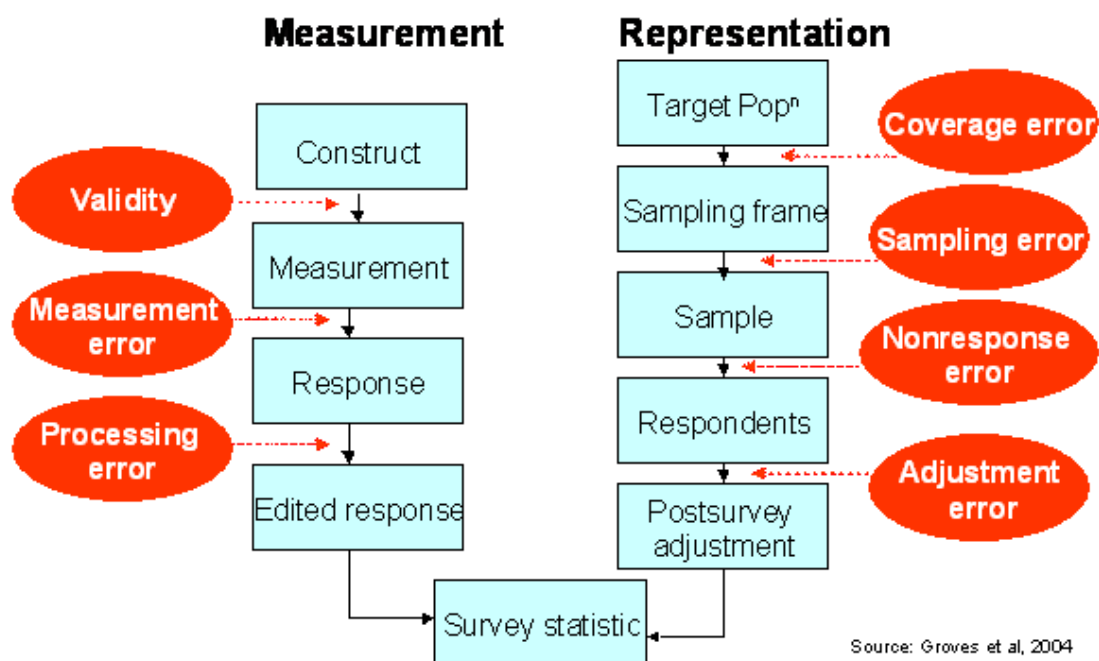 Measurement
Representation
Construct
Measurement
Response
Edited response
Validity
Measurement
error
Processing
error
Target Popⁿ
Sampling frame
Sample
Respondents
Postsurvey
adjustment
Coverage error
Sampling error
Nonresponse
error
Adjustment
error
Survey statistic
Source: Groves et al, 2004